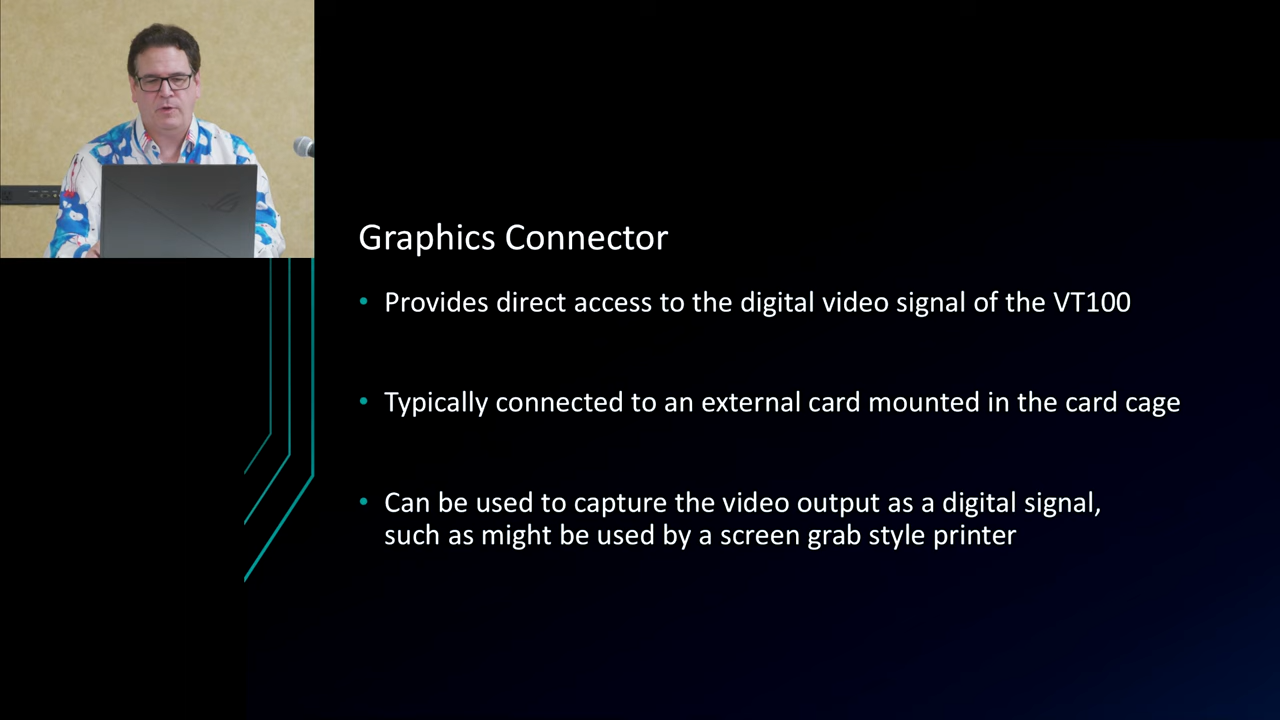 Graphics Connector
• Provides direct access to the digital video signal of the VT100
• Typically connected to an external card mounted in the card cage
• Can be used to capture the video output as a digital signal,
such as might be used by a screen grab style printer